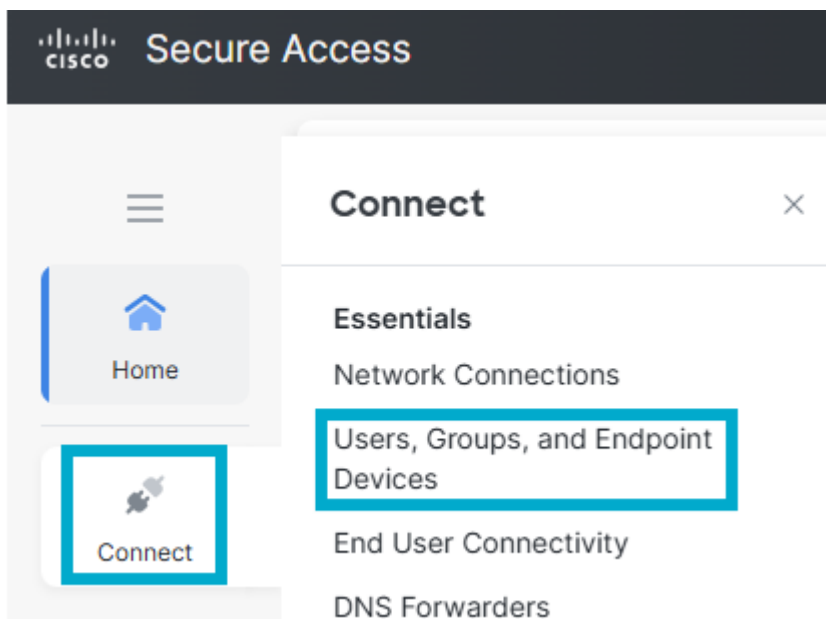 CISCO Secure Access
Connect
Home
Essentials
Network Connections
Users, Groups, and Endpoint
Devices
Connect
End User Connectivity
DNS Forwarders